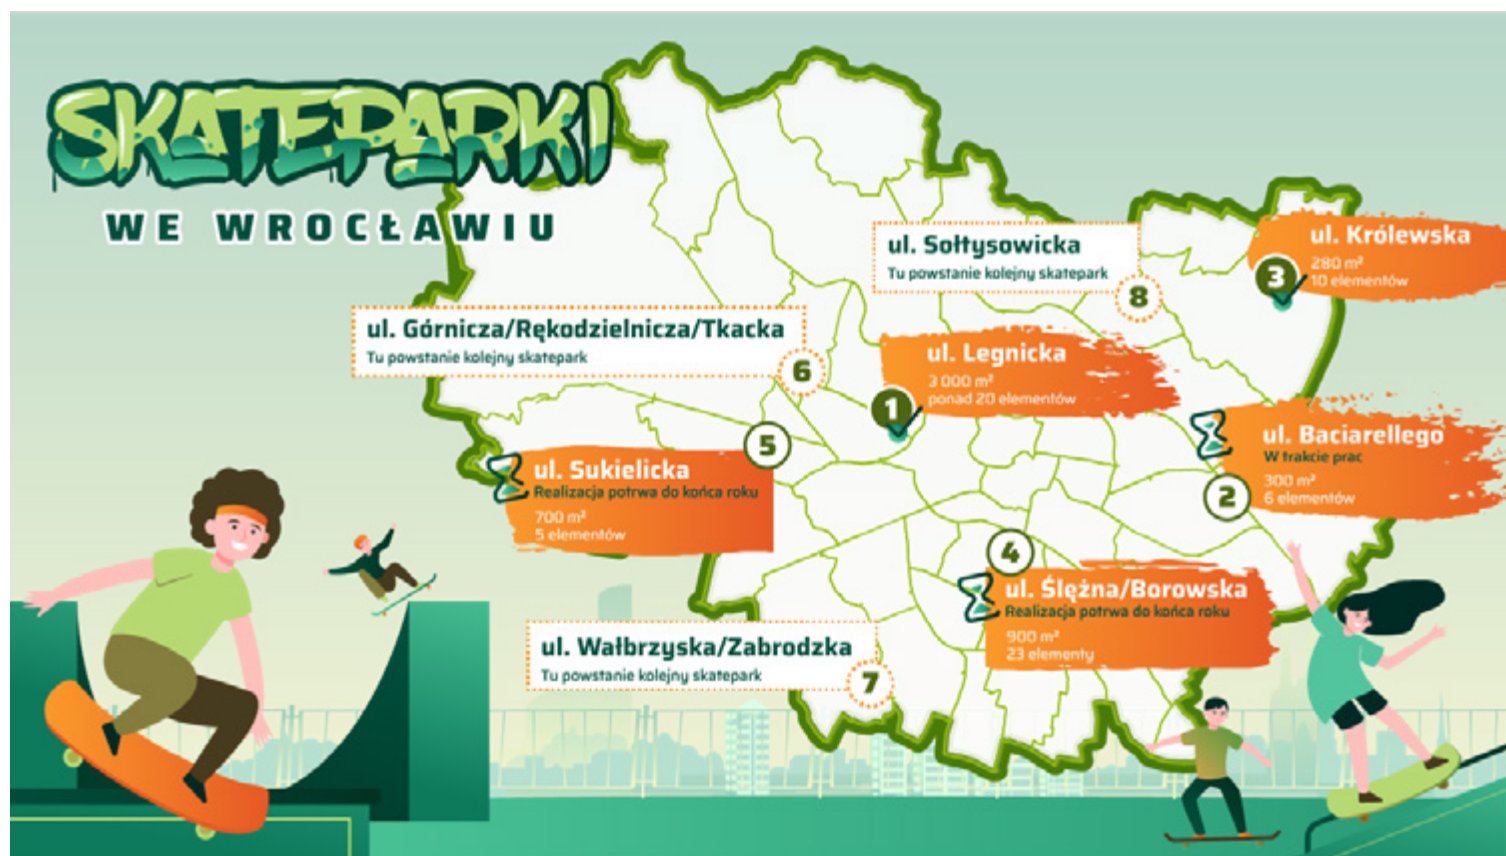 SKATEPARKI
WE WROCŁAWIU
ul. Sołtysowicka
Tu powstanie kolejny skatepark
8
ul. Królewska
280 m²
10 elementów
3
ul. Górnicza/Rękodzielnicza/Tkacka
Tu powstanie kolejny skatepark
6
ul. Legnicka
3 000 m²
ponad 20 elementów
1
ul. Baciarellego
W trakcie prac
300 m²
6 elementów
2
5
ul. Sukielicka
Realizacja potrwa do końca roku
700 m²
5 elementów
4
ul. Ślężna/Borowska
Realizacja potrwa do końca roku
900 m²
23 elementy
ul. Wałbrzyska/Zabrodzka
Tu powstanie kolejny skatepark
7